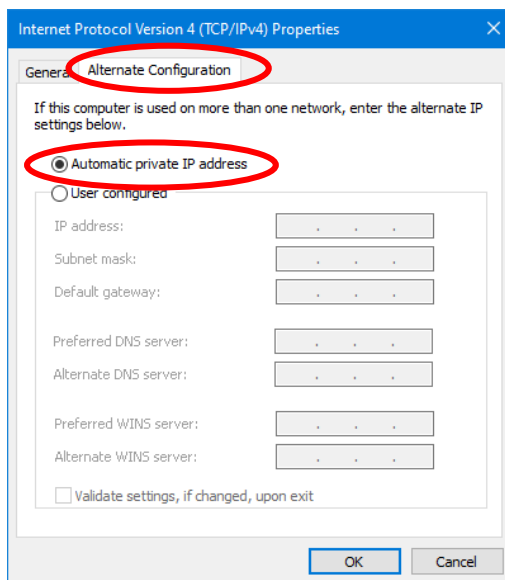 Internet Protocol Version 4 (TCP/IPv4) Properties
General Alternate Configuration
If this computer is used on more than one network, enter the alternate IP
settings below.
Automatic private IP address
User configured
IP address:
Subnet mask:
Default gateway:
Preferred DNS server:
Alternate DNS server:
Preferred WINS server:
Alternate WINS server:
Validate settings, if changed, upon exit
OK Cancel